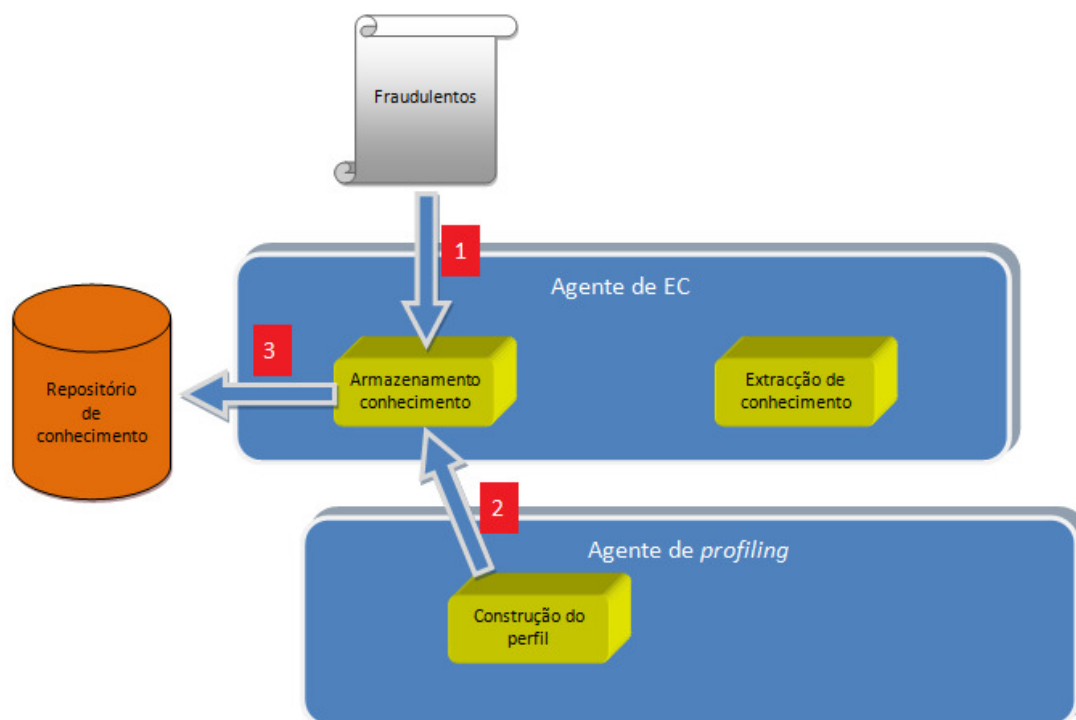 Fraudulentos
1
Agente de EC
3
Armazenamento
conhecimento
Extracção de
conhecimento
Repositório
de
conhecimento
2
Agente de profiling
Construção do
perfil